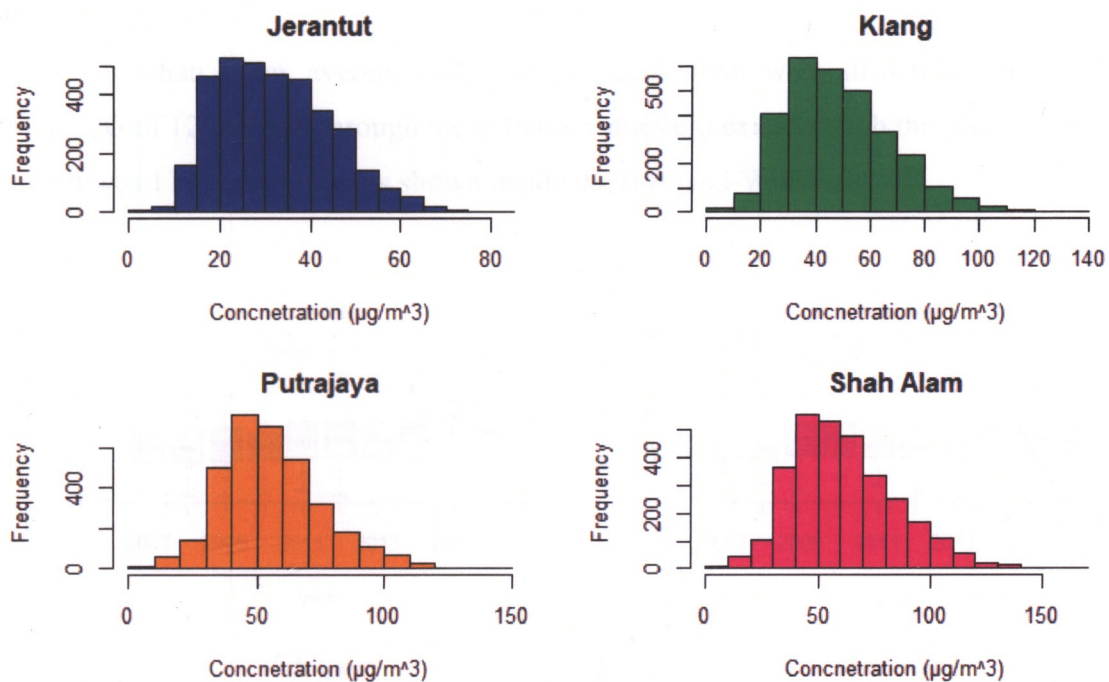 Jerantut
Frequency
0 200 400
0 20 40 60 80
Concnetration (µg/m^3)
Klang
Frequency
0 200 500
0 20 40 60 80 100 120 140
Concnetration (µg/m^3)
Putrajaya
Frequency
0 400
0 50 100 150
Concnetration (µg/m^3)
Shah Alam
Frequency
0 200 400
0 50 100 150
Concnetration (µg/m^3)